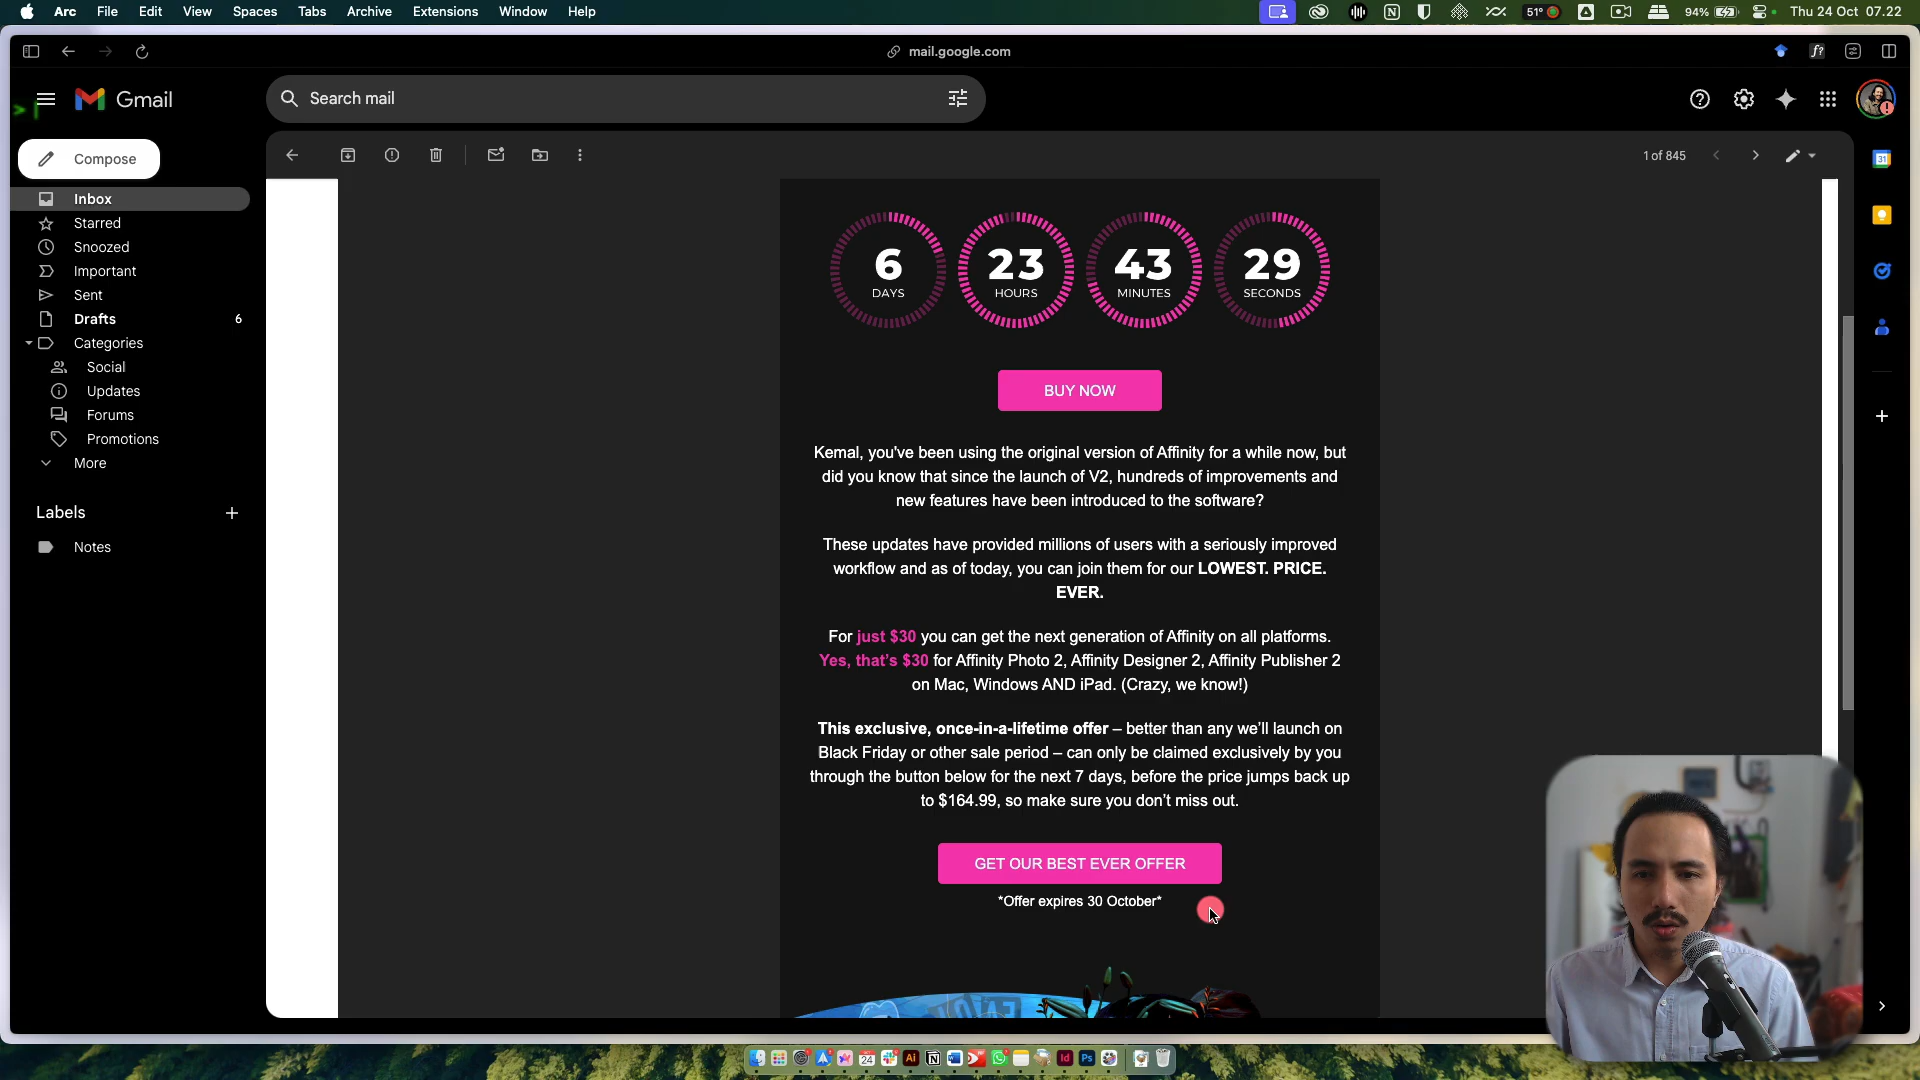 Arc File Edit View Spaces Tabs Archive Extensions Window Help
51° 94% Thu 24 Oct 07.22
mail.google.com
Gmail
Search mail
Compose
1 of 845
Inbox
Starred
Snoozed
Important
Sent
Drafts 6
Categories
Social
Updates
Forums
Promotions
More
Labels
Notes
6 23 43 29
DAYS HOURS MINUTES SECONDS
BUY NOW
Kemal, you've been using the original version of Affinity for a while now, but
did you know that since the launch of V2, hundreds of improvements and
new features have been introduced to the software?
These updates have provided millions of users with a seriously improved
workflow and as of today, you can join them for our LOWEST. PRICE.
EVER.
For just $30 you can get the next generation of Affinity on all platforms.
Yes, that's $30 for Affinity Photo 2, Affinity Designer 2, Affinity Publisher 2
on Mac, Windows AND iPad. (Crazy, we know!)
This exclusive, once-in-a-lifetime offer – better than any we'll launch on
Black Friday or other sale period – can only be claimed exclusively by you
through the button below for the next 7 days, before the price jumps back up
to $164.99, so make sure you don't miss out.
GET OUR BEST EVER OFFER
*Offer expires 30 October*
24 Ai Id Ps